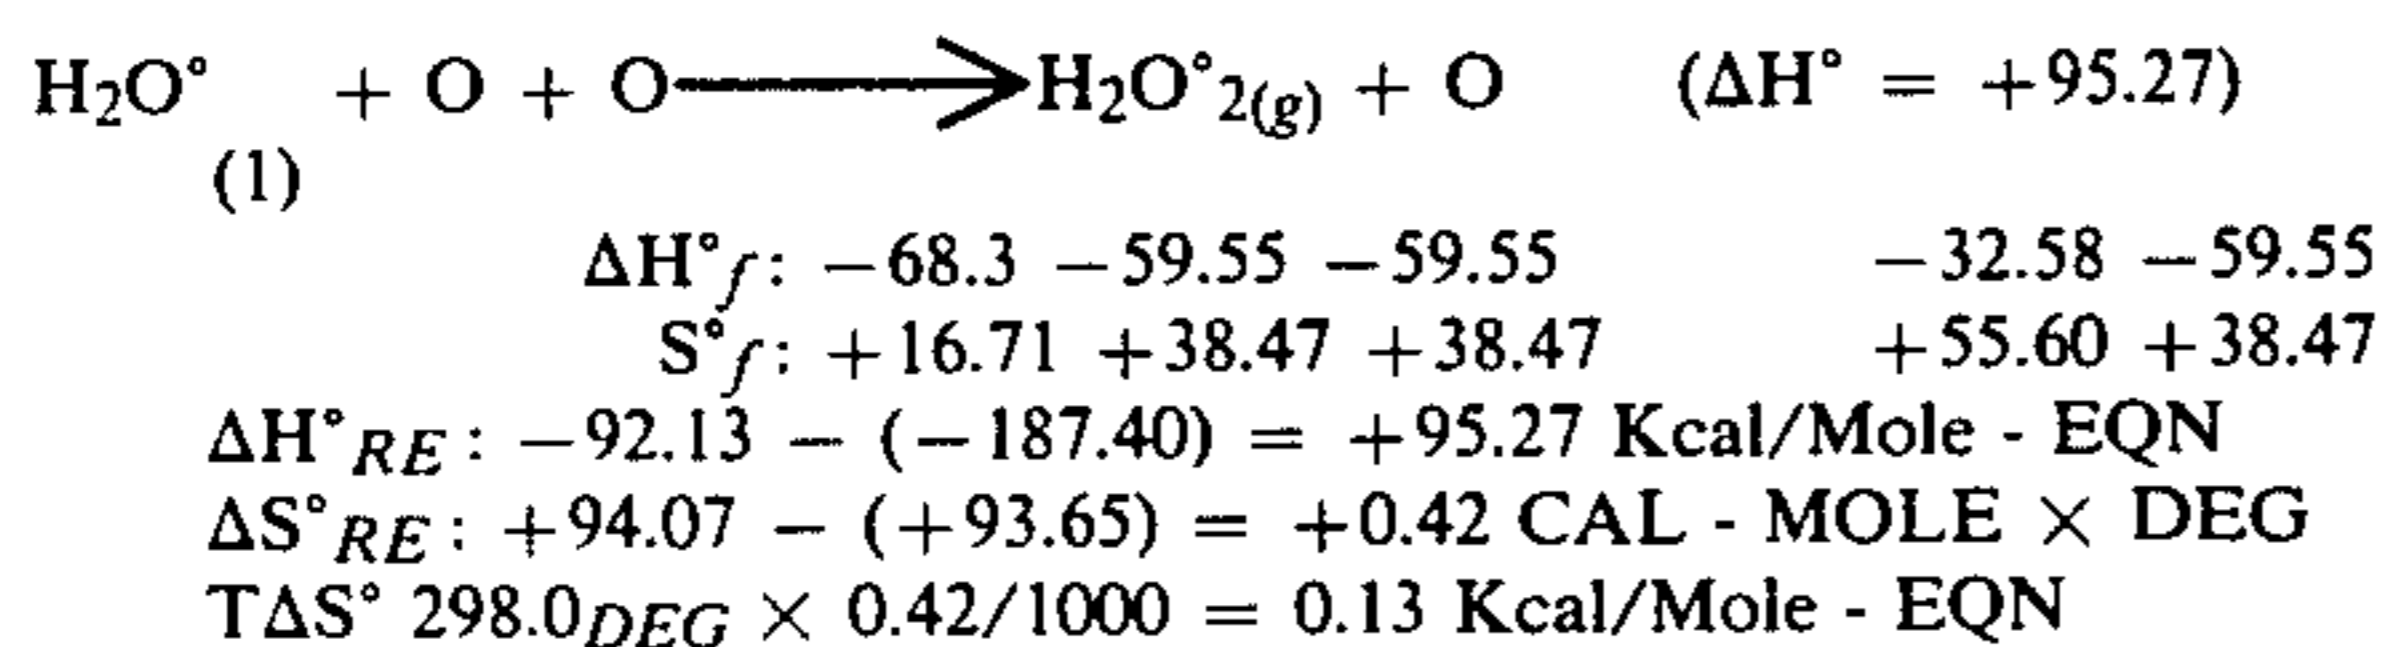 H₂O° + O + O ⟶ H₂O°₂₍g₎ + O (ΔH° = +95.27)
(1)
ΔH°f: −68.3 −59.55 −59.55 −32.58 −59.55
S°f: +16.71 +38.47 +38.47 +55.60 +38.47
ΔH°RE: −92.13 − (−187.40) = +95.27 Kcal/Mole - EQN
ΔS°RE: +94.07 − (+93.65) = +0.42 CAL - MOLE × DEG
TΔS° 298.0DEG × 0.42/1000 = 0.13 Kcal/Mole - EQN